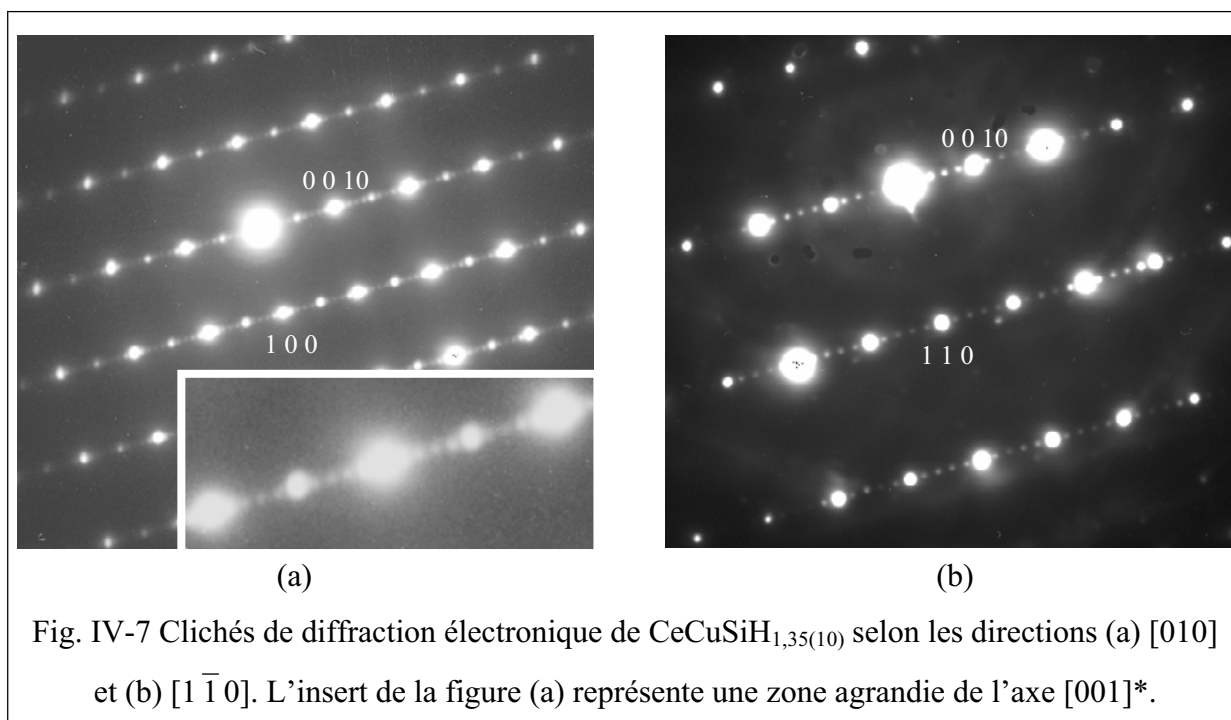 0 0 10
0 0 10
1 0 0
1 1 0
(a)
(b)
Fig. IV-7 Clichés de diffraction électronique de CeCuSiH₁,₃₅₍₁₀₎ selon les directions (a) [010]
et (b) [1 1̅ 0]. L’insert de la figure (a) représente une zone agrandie de l’axe [001]*.